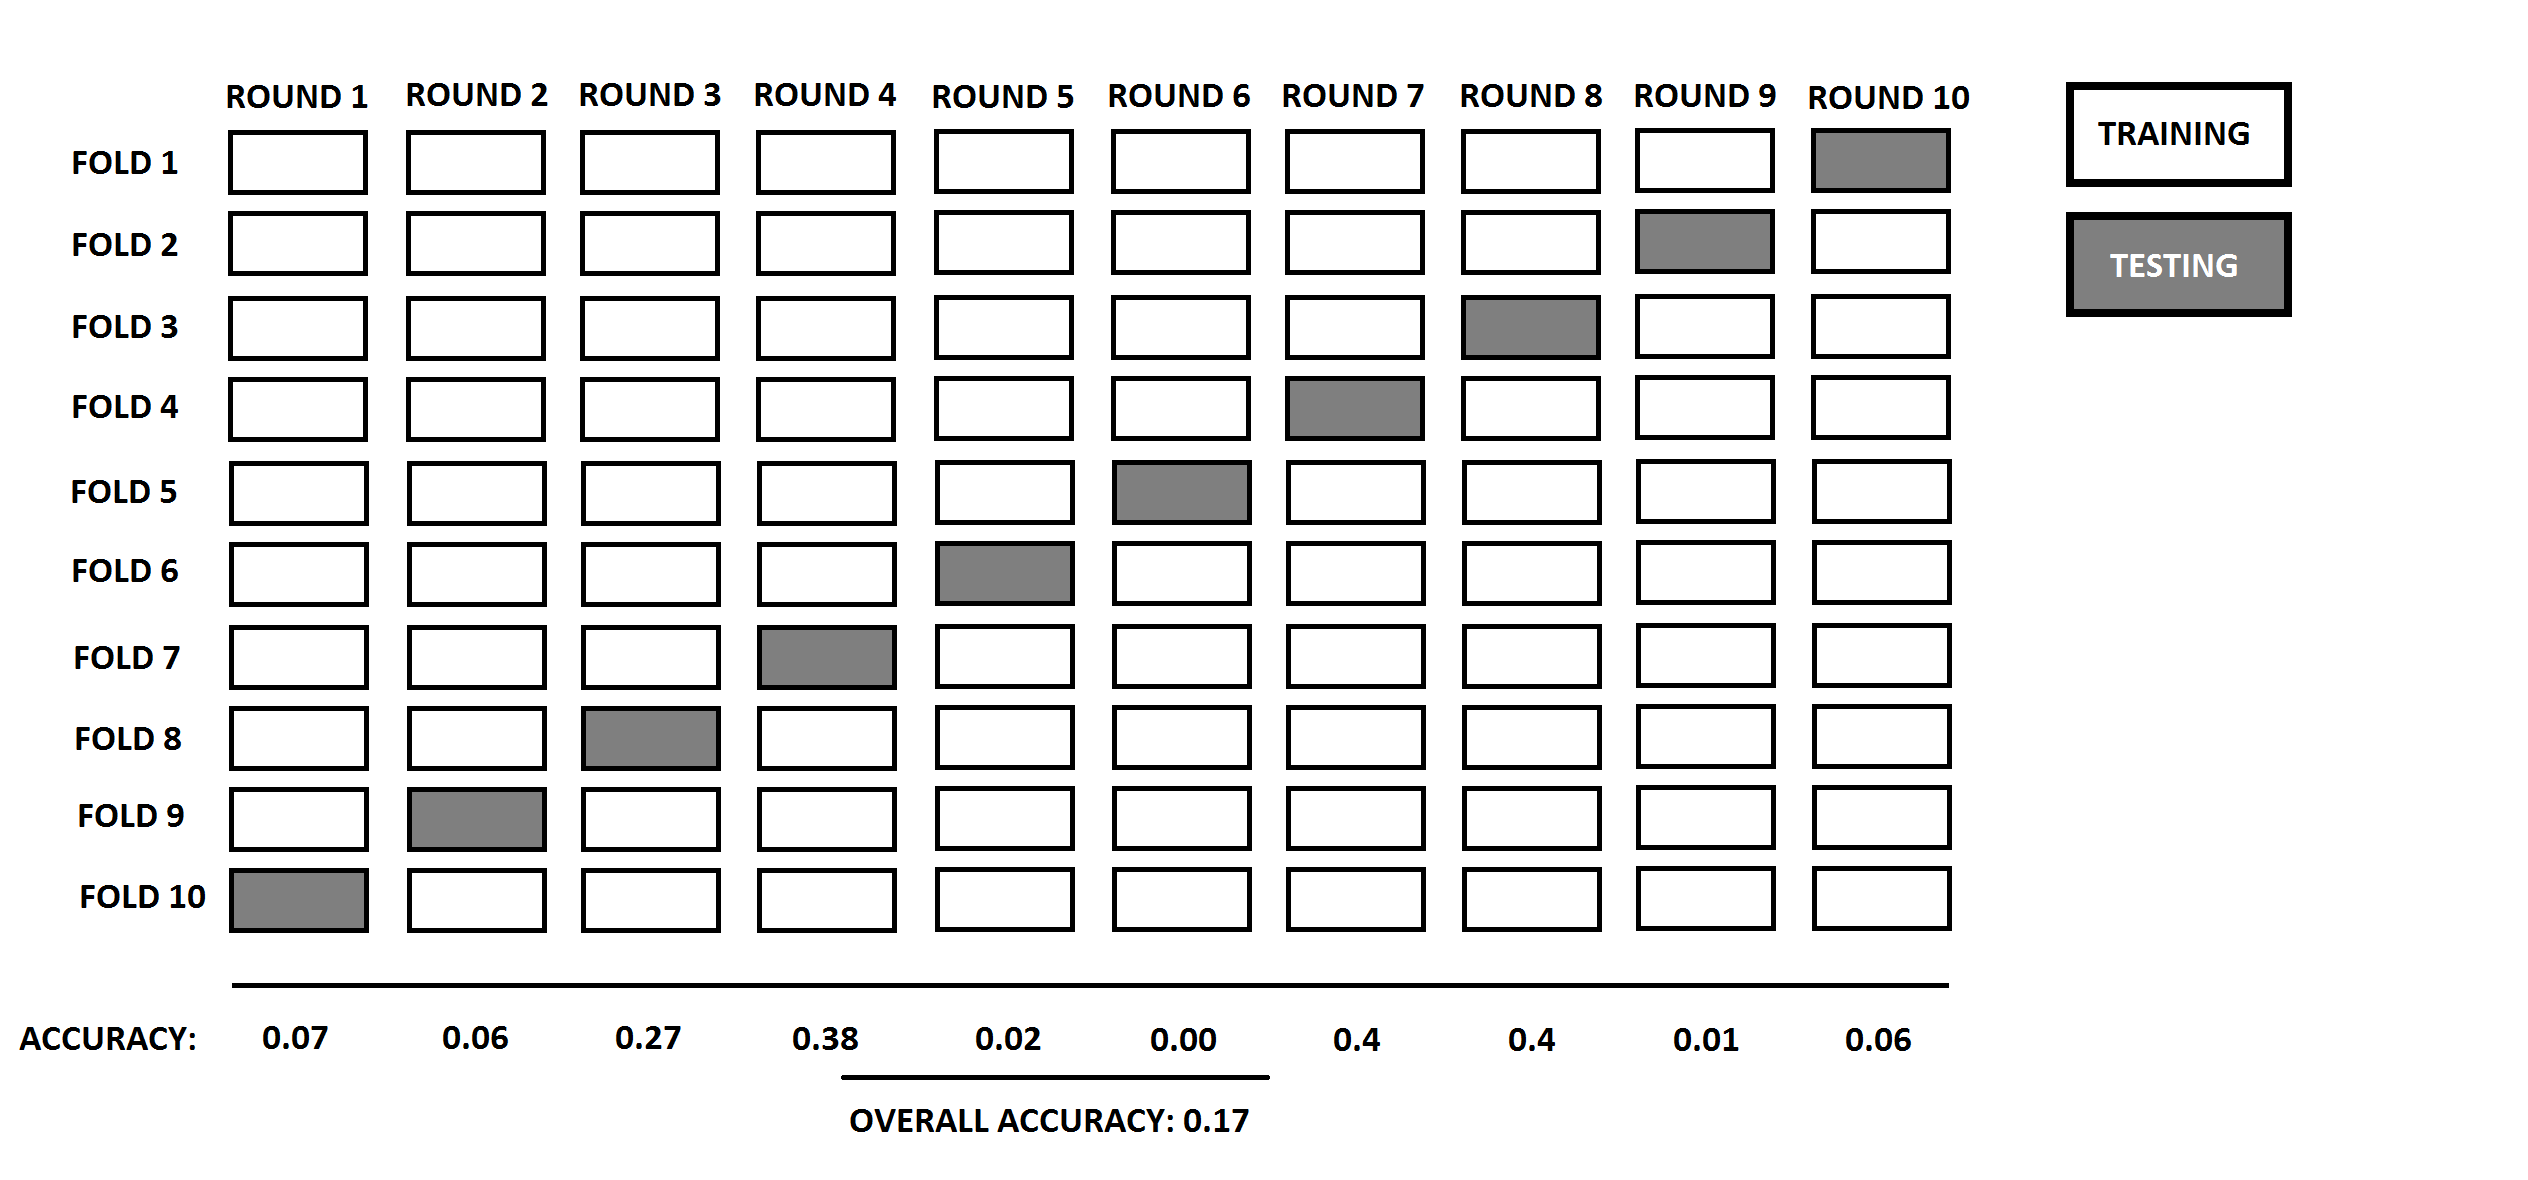 ROUND 1 ROUND 2 ROUND 3 ROUND 4 ROUND 5 ROUND 6 ROUND 7 ROUND 8 ROUND 9 ROUND 10
TRAINING
FOLD 1
FOLD 2
TESTING
FOLD 3
FOLD 4
FOLD 5
FOLD 6
FOLD 7
FOLD 8
FOLD 9
FOLD 10
ACCURACY: 0.07 0.06 0.27 0.38 0.02 0.00 0.4 0.4 0.01 0.06
OVERALL ACCURACY: 0.17